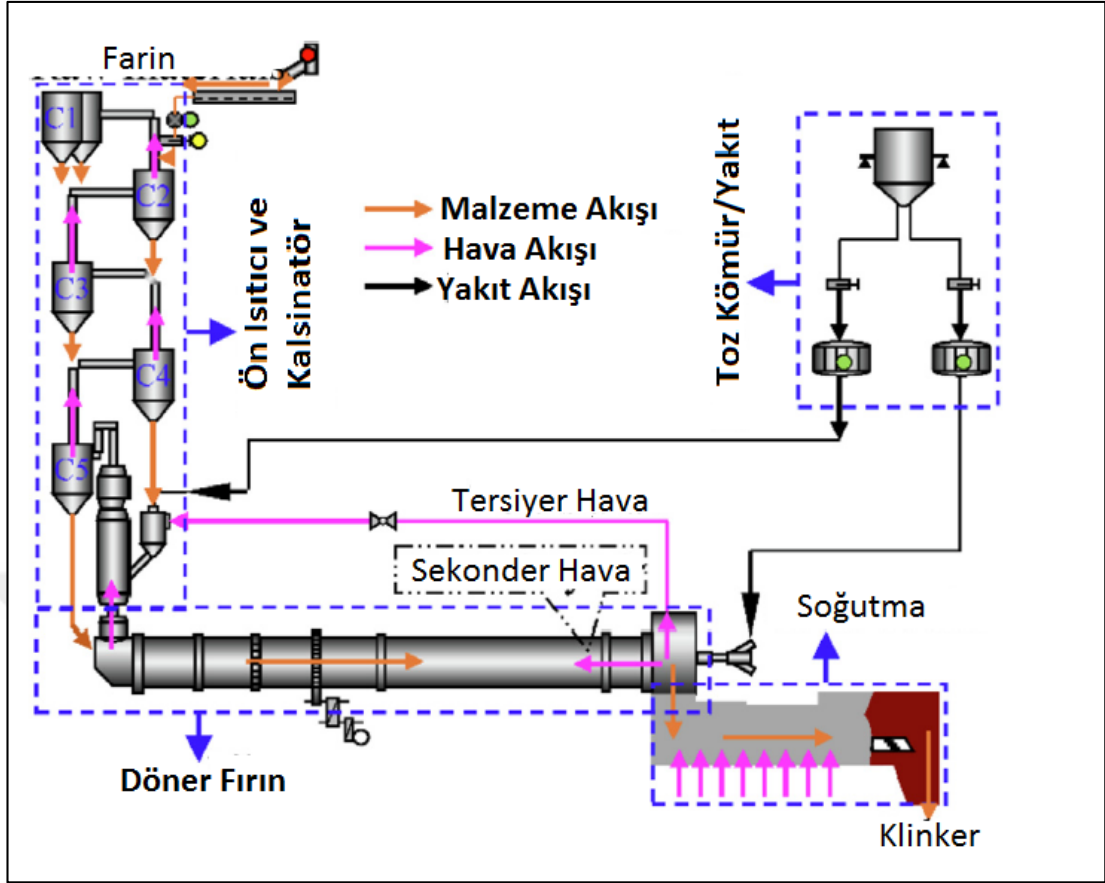 Farin
C1
C2
C3
C4
C5
Ön Isıtıcı ve
Kalsinatör
Malzeme Akışı
Hava Akışı
Yakıt Akışı
Toz Kömür/Yakıt
Tersiyer Hava
Sekonder Hava
Soğutma
Döner Fırın
Klinker